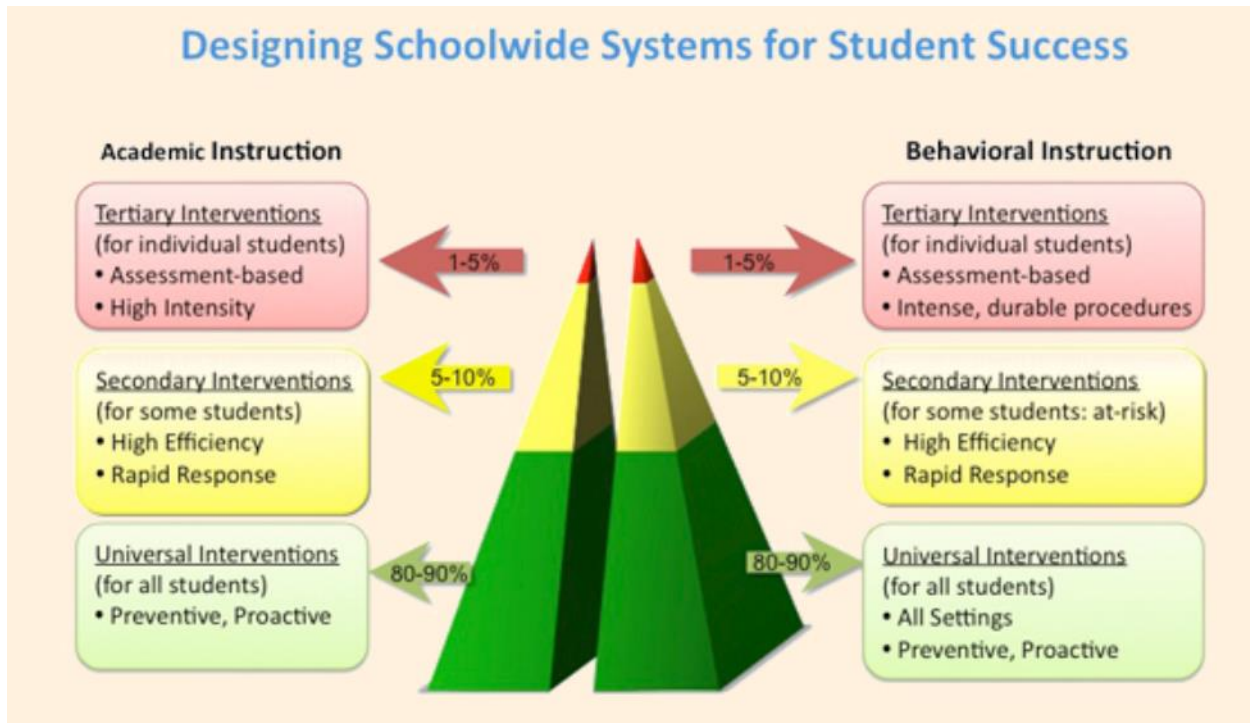 Designing Schoolwide Systems for Student Success
Academic Instruction
Tertiary Interventions
(for individual students)
• Assessment-based
• High Intensity
1-5%
Secondary Interventions
(for some students)
• High Efficiency
• Rapid Response
5-10%
Universal Interventions
(for all students)
• Preventive, Proactive
80-90%
Behavioral Instruction
1-5%
Tertiary Interventions
(for individual students)
• Assessment-based
• Intense, durable procedures
5-10%
Secondary Interventions
(for some students: at-risk)
• High Efficiency
• Rapid Response
80-90%
Universal Interventions
(for all students)
• All Settings
• Preventive, Proactive